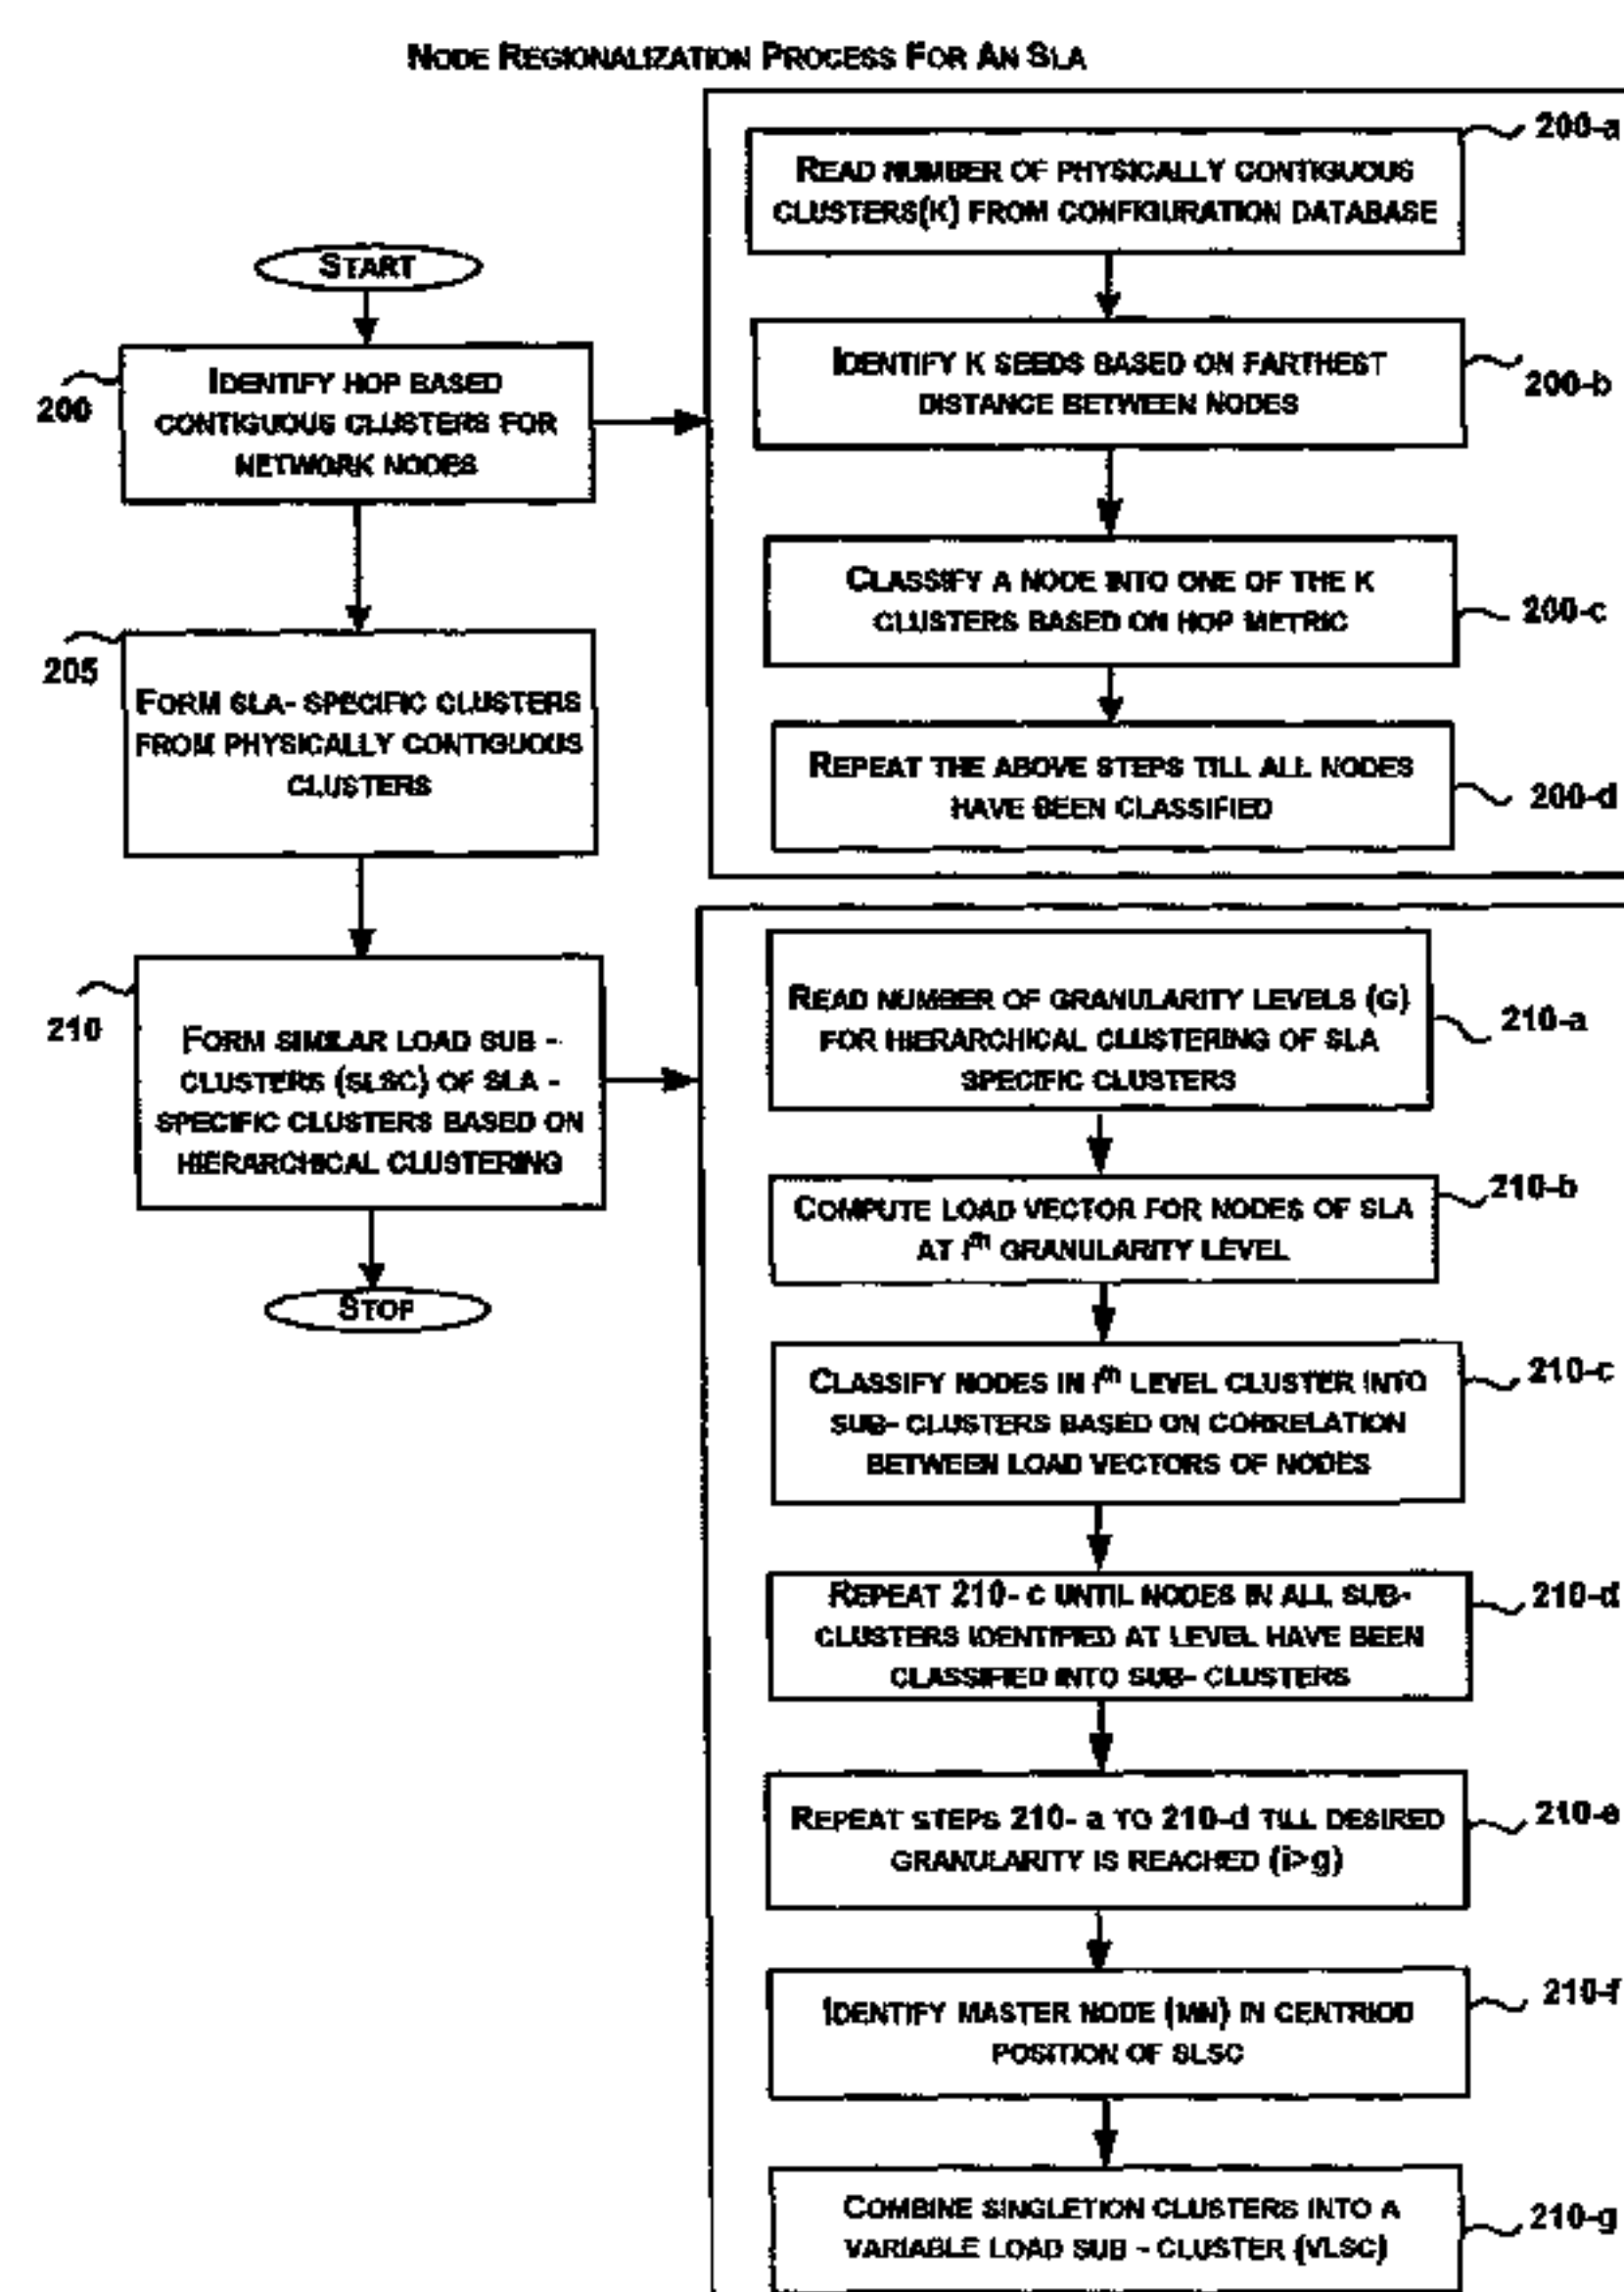 NODE REGIONALIZATION PROCESS FOR AN SLA
START
200
IDENTIFY HOP BASED
CONTIGUOUS CLUSTERS FOR
NETWORK NODES
205
FORM SLA- SPECIFIC CLUSTERS
FROM PHYSICALLY CONTIGUOUS
CLUSTERS
210
FORM SIMILAR LOAD SUB -
CLUSTERS (SLSC) OF SLA -
SPECIFIC CLUSTERS BASED ON
HIERARCHICAL CLUSTERING
STOP
200-a
READ NUMBER OF PHYSICALLY CONTIGUOUS
CLUSTERS(K) FROM CONFIGURATION DATABASE
200-b
IDENTIFY K SEEDS BASED ON FARTHEST
DISTANCE BETWEEN NODES
200-c
CLASSIFY A NODE INTO ONE OF THE K
CLUSTERS BASED ON HOP METRIC
200-d
REPEAT THE ABOVE STEPS TILL ALL NODES
HAVE BEEN CLASSIFIED
210-a
READ NUMBER OF GRANULARITY LEVELS (G)
FOR HIERARCHICAL CLUSTERING OF SLA
SPECIFIC CLUSTERS
210-b
COMPUTE LOAD VECTOR FOR NODES OF SLA
AT Ith GRANULARITY LEVEL
210-c
CLASSIFY NODES IN Ith LEVEL CLUSTER INTO
SUB- CLUSTERS BASED ON CORRELATION
BETWEEN LOAD VECTORS OF NODES
210-d
REPEAT 210- c UNTIL NODES IN ALL SUB-
CLUSTERS IDENTIFIED AT LEVEL HAVE BEEN
CLASSIFIED INTO SUB- CLUSTERS
210-e
REPEAT STEPS 210- a TO 210-d TILL DESIRED
GRANULARITY IS REACHED (i>g)
210-f
IDENTIFY MASTER NODE (MN) IN CENTRIOD
POSITION OF SLSC
210-g
COMBINE SINGLETION CLUSTERS INTO A
VARIABLE LOAD SUB - CLUSTER (VLSC)